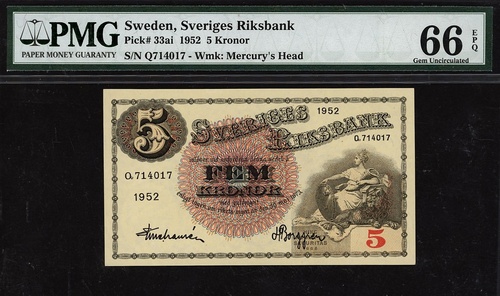 PMG
PAPER MONEY GUARANTY
Sweden, Sveriges Riksbank
Pick# 33ai 1952 5 Kronor
S/N Q714017 - Wmk: Mercury's Head
66 EPQ
Gem Uncirculated
5
SVERIGES
RIKSBANK
1952
Q.714017
Q.714017
FEM
KRONOR
1952
5